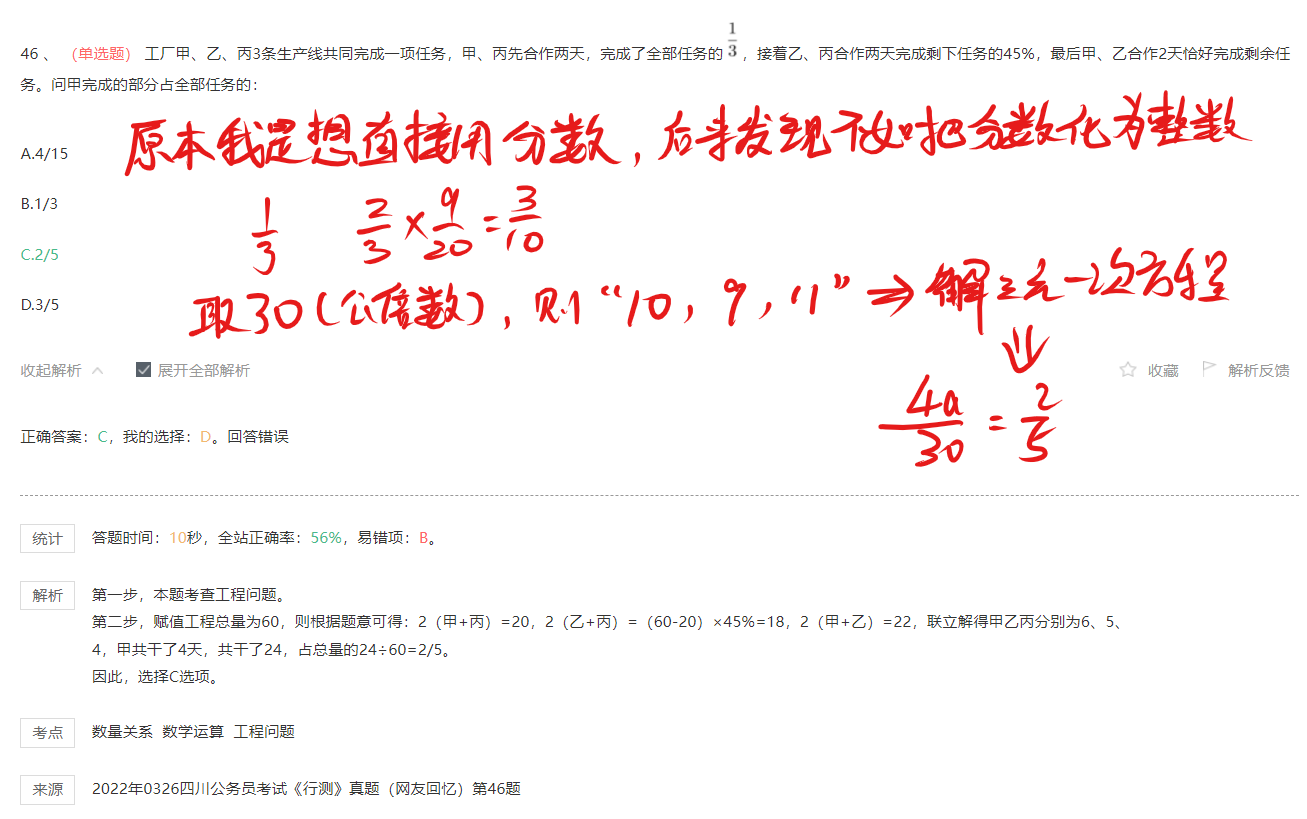 46 、 （单选题） 工厂甲、乙、丙3条生产线共同完成一项任务，甲、丙先合作两天，完成了全部任务的1/3，接着乙、丙合作两天完成剩下任务的45%，最后甲、乙合作2天恰好完成剩余任
务。问甲完成的部分占全部任务的：
原本我是想直接用分数，后来发现不如把分数化为整数
A.4/15
B.1/3
1/3 2/3×9/20=3/10
C.2/5
取30(公倍数)，则“10，9，11”⇒解三元一次方程
D.3/5
⇓
收起解析 展开全部解析 收藏 解析反馈
4a/30=2/5
正确答案：C，我的选择：D。回答错误
统计 答题时间：10秒，全站正确率：56%，易错项：B。
解析 第一步，本题考查工程问题。
第二步，赋值工程总量为60，则根据题意可得：2（甲+丙）=20，2（乙+丙）=（60-20）×45%=18，2（甲+乙）=22，联立解得甲乙丙分别为6、5、
4，甲共干了4天，共干了24，占总量的24÷60=2/5。
因此，选择C选项。
考点 数量关系 数学运算 工程问题
来源 2022年0326四川公务员考试《行测》真题（网友回忆）第46题